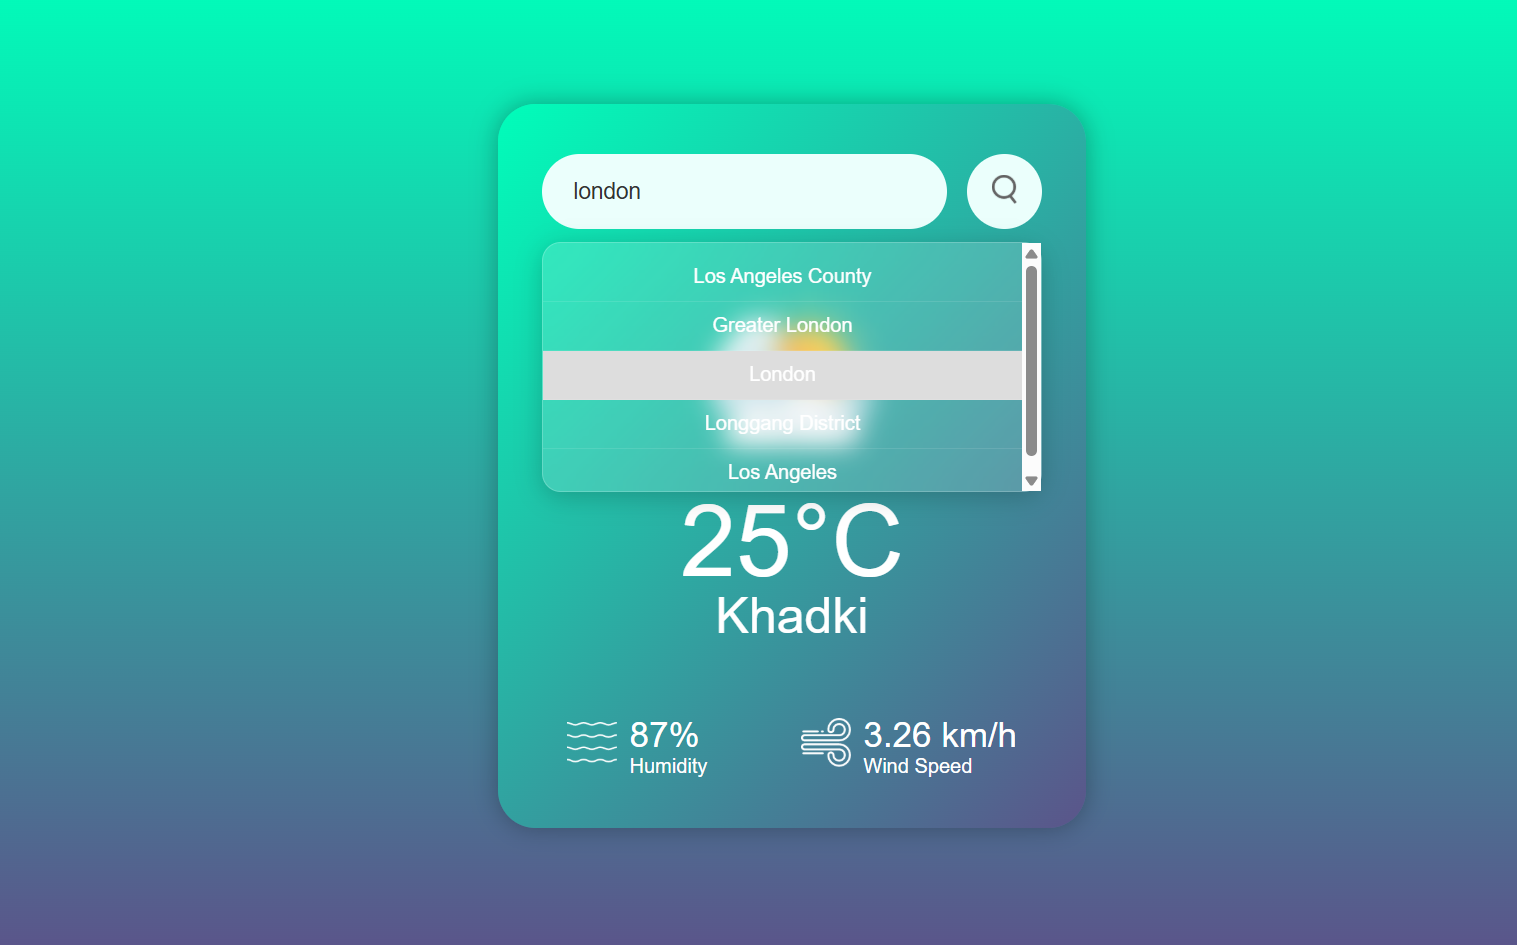 london
Los Angeles County
Greater London
London
Longgang District
Los Angeles
25°C
Khadki
87%
Humidity
3.26 km/h
Wind Speed